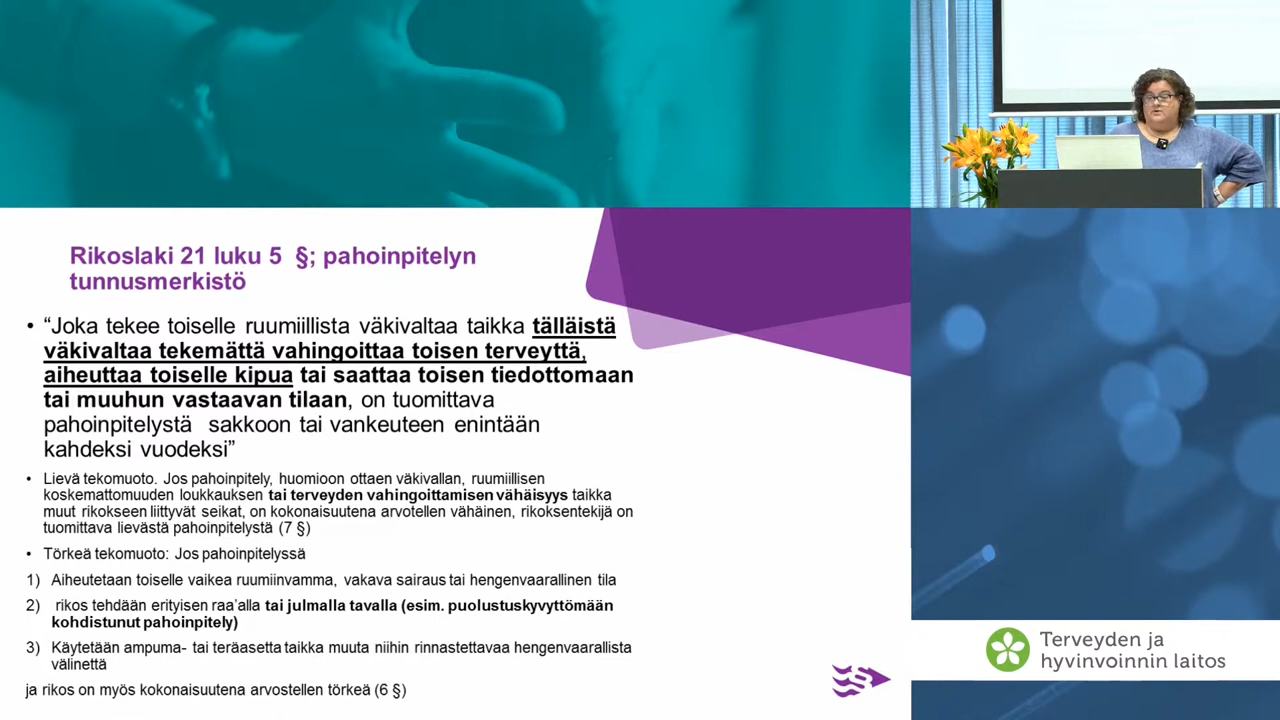 Rikoslaki 21 luku 5 §; pahoinpitelyn
tunnusmerkistö
• “Joka tekee toiselle ruumiillista väkivaltaa taikka tälläistä
väkivaltaa tekemättä vahingoittaa toisen terveyttä,
aiheuttaa toiselle kipua tai saattaa toisen tiedottomaan
tai muuhun vastaavan tilaan, on tuomittava
pahoinpitelystä sakkoon tai vankeuteen enintään
kahdeksi vuodeksi”
• Lievä tekomuoto. Jos pahoinpitely, huomioon ottaen väkivallan, ruumiillisen
koskemattomuuden loukkauksen tai terveyden vahingoittamisen vähäisyys taikka
muut rikokseen liittyvät seikat, on kokonaisuutena arvotellen vähäinen, rikoksentekijä on
tuomittava lievästä pahoinpitelystä (7 §)
• Törkeä tekomuoto: Jos pahoinpitelyssä
1) Aiheutetaan toiselle vaikea ruumiinvamma, vakava sairaus tai hengenvaarallinen tila
2) rikos tehdään erityisen raa’alla tai julmalla tavalla (esim. puolustuskyvyttömään
kohdistunut pahoinpitely)
3) Käytetään ampuma- tai teräasetta taikka muuta niihin rinnastettavaa hengenvaarallista
välinettä
ja rikos on myös kokonaisuutena arvostellen törkeä (6 §)
Terveyden ja
hyvinvoinnin laitos